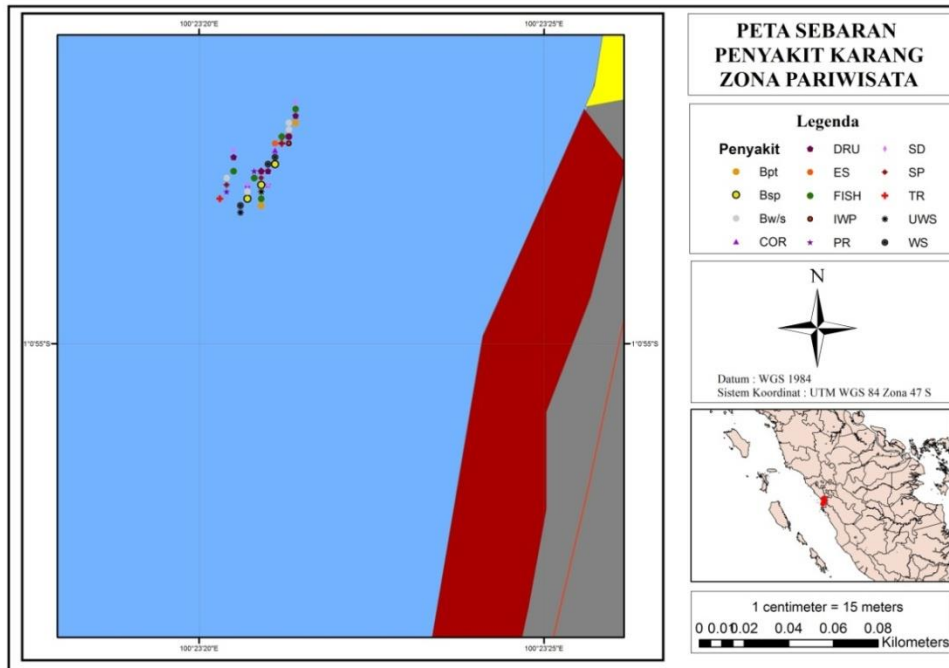 100°23'20"E
100°23'25"E
1°0'55"S
1°0'55"S
100°23'20"E
100°23'25"E
PETA SEBARAN
PENYAKIT KARANG
ZONA PARIWISATA
Legenda
Penyakit
Bpt
Bsp
Bw/s
COR
DRU
ES
FISH
IWP
PR
SD
SP
TR
UWS
WS
N
Datum : WGS 1984
Sistem Koordinat : UTM WGS 84 Zona 47 S
1 centimeter = 15 meters
0 0.01 0.02 0.04 0.06 0.08
Kilometers